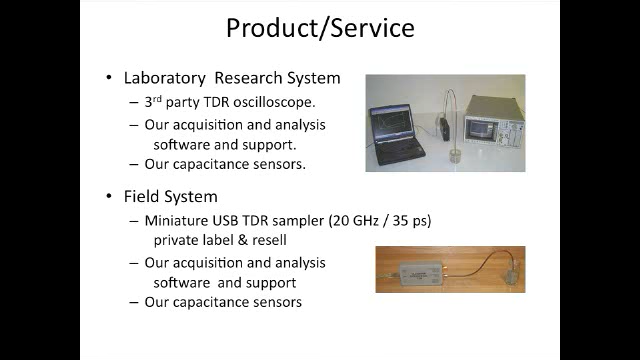 Product/Service
• Laboratory Research System
– 3rd party TDR oscilloscope.
– Our acquisition and analysis
software and support.
– Our capacitance sensors.
• Field System
– Miniature USB TDR sampler (20 GHz / 35 ps)
private label & resell
– Our acquisition and analysis
software and support
– Our capacitance sensors